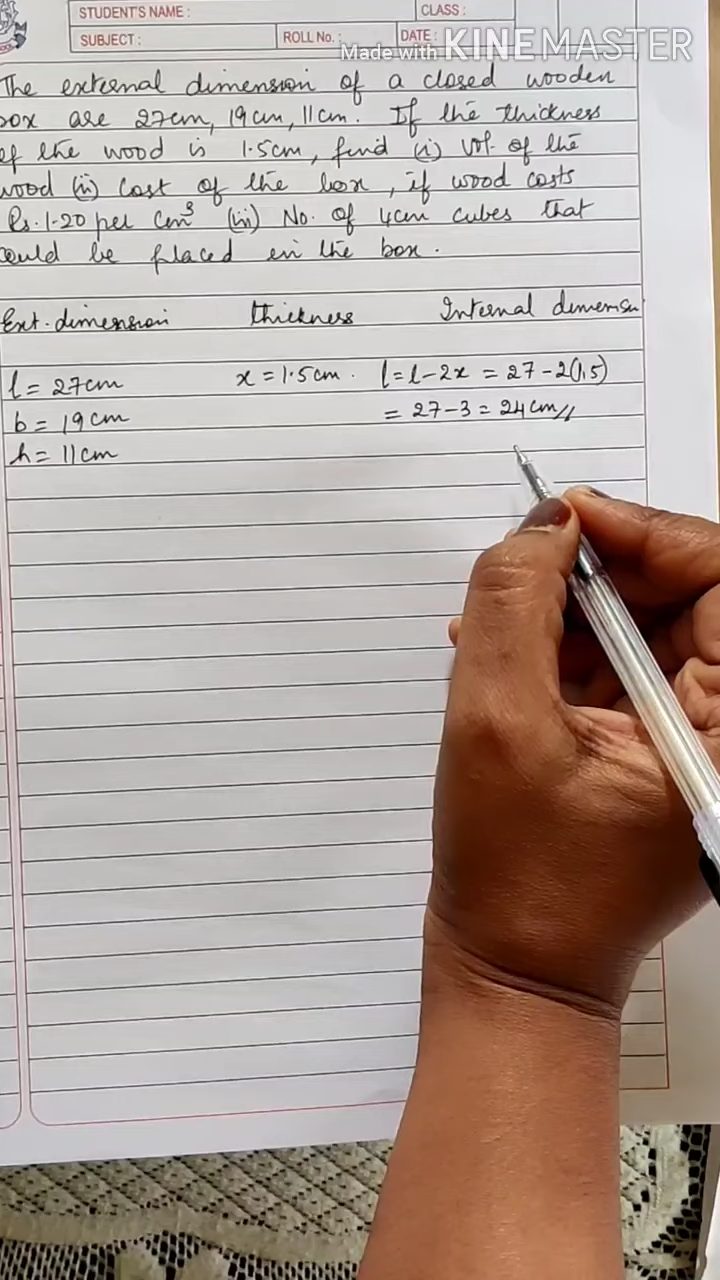 STUDENT'S NAME :
CLASS :
SUBJECT :
ROLL No. :
DATE :
Made with KINEMASTER
The external dimension of a closed wooden
box are 27cm, 19cm, 11cm. If the thickness
of the wood is 1.5cm, find (i) vol. of the
wood (ii) cost of the box, if wood costs
Rs. 1.20 per cm³ (iii) No. of 4cm cubes that
could be placed in the box.
Ext. dimension thickness Internal dimension
l = 27cm x = 1.5cm. l = l - 2x = 27 - 2(1.5)
b = 19cm = 27 - 3 = 24cm//
h = 11cm